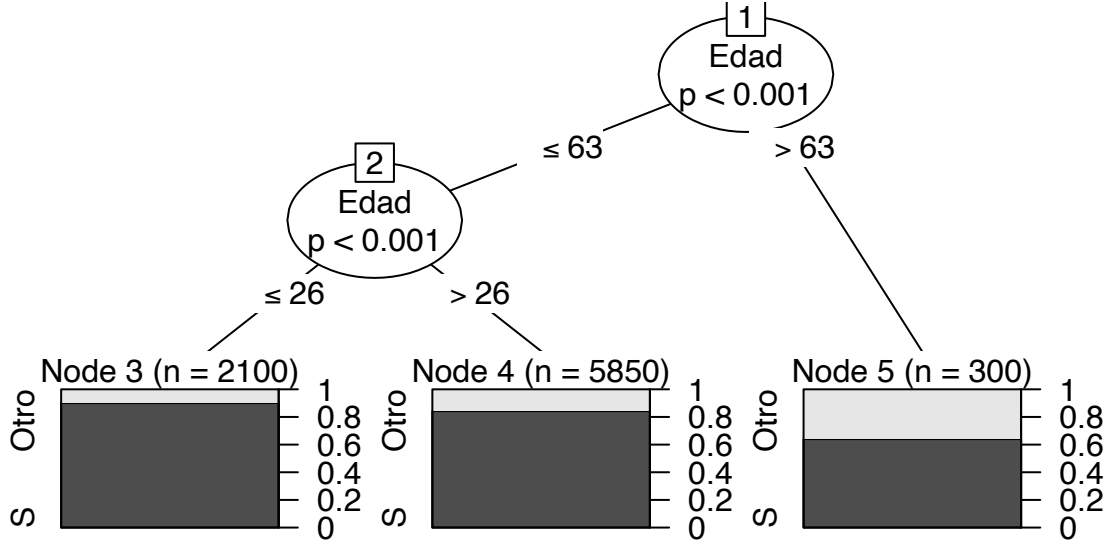 1
Edad
p < 0.001
≤ 63
> 63
2
Edad
p < 0.001
≤ 26
> 26
Node 3 (n = 2100)
S
Otro
0
0.2
0.4
0.6
0.8
1
Node 4 (n = 5850)
S
Otro
0
0.2
0.4
0.6
0.8
1
Node 5 (n = 300)
S
Otro
0
0.2
0.4
0.6
0.8
1